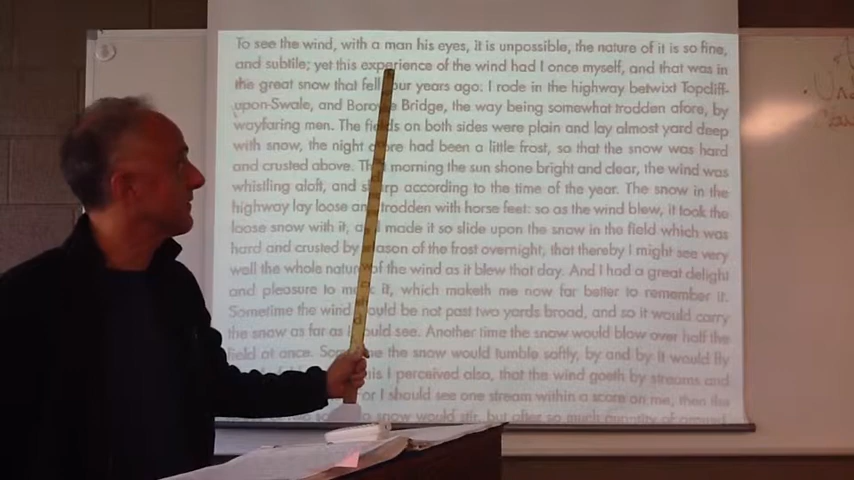 To see the wind, with a man his eyes, it is unpossible, the nature of it is so fine,
and subtile; yet this experience of the wind had I once myself, and that was in
the great snow that fell four years ago. I rode in the highway betwixt Topcliff-
upon-Swale, and Borowe Bridge, the way being somewhat trodden afore, by
wayfaring men. The fields on both sides were plain and lay almost yard deep
with snow, the night afore had been a little frost, so that the snow was hard
and crusted above. That morning the sun shone bright and clear, the wind was
whistling aloft, and sharp according to the time of the year. The snow in the
highway lay loose and trodden with horse feet: so as the wind blew, it took the
loose snow with it, and made it so slide upon the snow in the field which was
hard and crusted by reason of the frost overnight, that thereby I might see very
well the whole nature of the wind as it blew that day. And I had a great delight
and pleasure to mark it, which maketh me now far better to remember it.
Sometime the wind would be not past two yards broad, and so it would carry
the snow as far as I could see. Another time the snow would blow over half the
field at once. Sometime the snow would tumble softly, by and by it would fly
I perceived also, that the wind goeth by streams and
for I should see one stream within a score on me, then the
snow would stir, but after so much quantity of ground